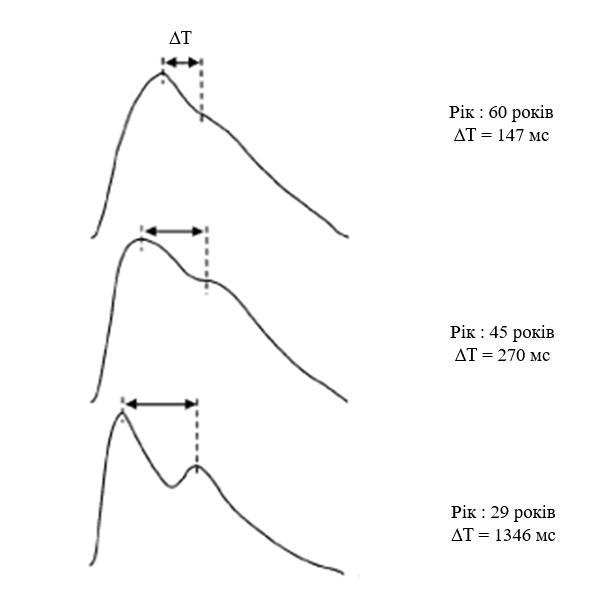 ΔT
Рік : 60 років
ΔT = 147 мс
Рік : 45 років
ΔT = 270 мс
Рік : 29 років
ΔT = 1346 мс